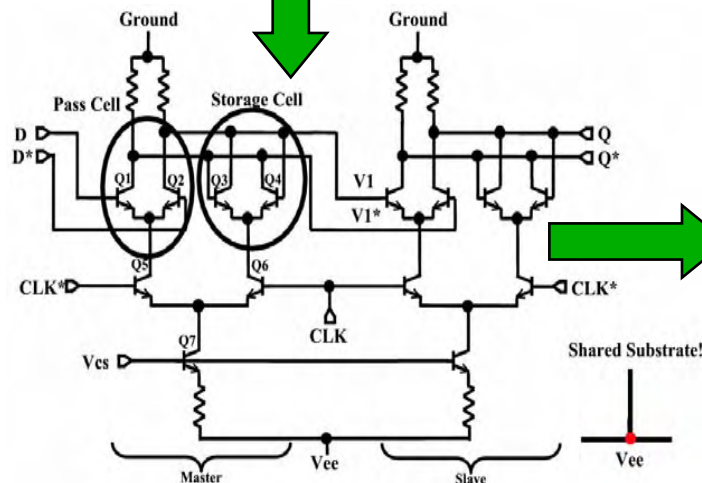 Ground
Ground
Pass Cell
Storage Cell
D
D*
Q
Q*
Q1
Q2
Q3
Q4
V1
V1*
Q5
Q6
CLK*
CLK
CLK*
Q7
Vcs
Shared Substrate!
Vee
Vee
Master
Slave